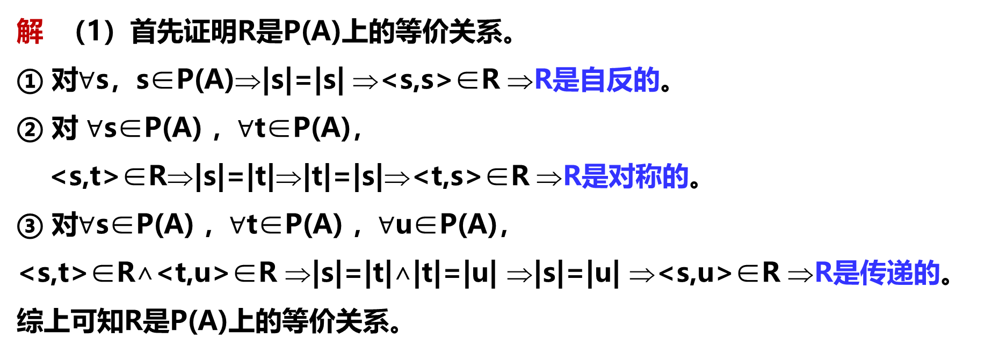 解 （1）首先证明R是P(A)上的等价关系。
① 对∀s，s∈P(A)⇒|s|=|s| ⇒<s,s>∈R ⇒R是自反的。
② 对 ∀s∈P(A) ，∀t∈P(A)，
<s,t>∈R⇒|s|=|t|⇒|t|=|s|⇒<t,s>∈R ⇒R是对称的。
③ 对∀s∈P(A) ，∀t∈P(A) ，∀u∈P(A)，
<s,t>∈R∧<t,u>∈R ⇒|s|=|t|∧|t|=|u| ⇒|s|=|u| ⇒<s,u>∈R ⇒R是传递的。
综上可知R是P(A)上的等价关系。